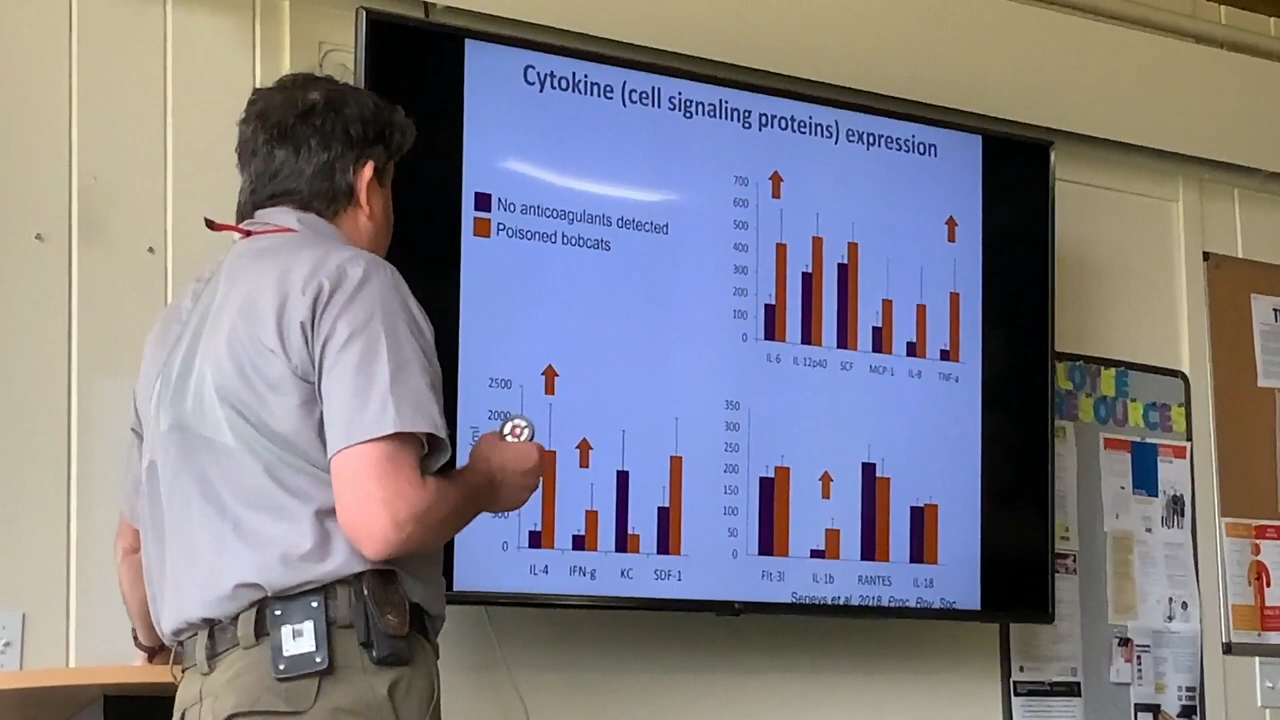 Cytokine (cell signaling proteins) expression
No anticoagulants detected
Poisoned bobcats
700
600
500
400
300
200
100
0
IL-6 IL-12p40 SCF MCP-1 IL-8 TNF-a
2500
2000
0
IL-4 IFN-g KC SDF-1
350
300
250
200
150
100
50
0
Flt-3l IL-1b RANTES IL-18
et al. 2018. Proc. Roy. Soc.
RESOURCES